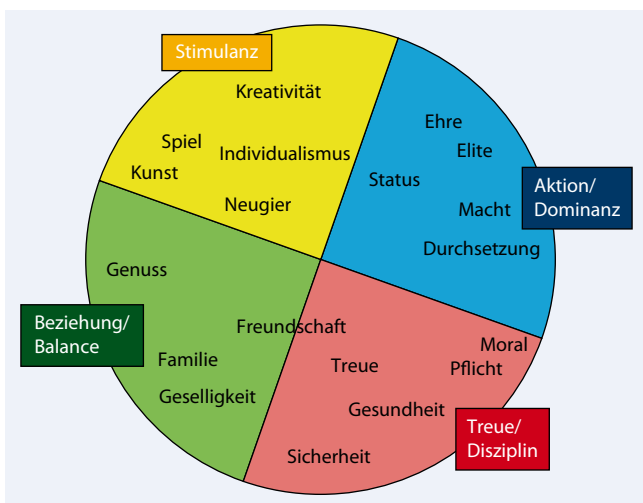 Stimulanz
Kreativität
Spiel
Individualismus
Kunst
Neugier
Ehre
Elite
Status
Macht
Durchsetzung
Aktion/
Dominanz
Genuss
Beziehung/
Balance
Freundschaft
Familie
Geselligkeit
Moral
Treue
Pflicht
Gesundheit
Sicherheit
Treue/
Disziplin